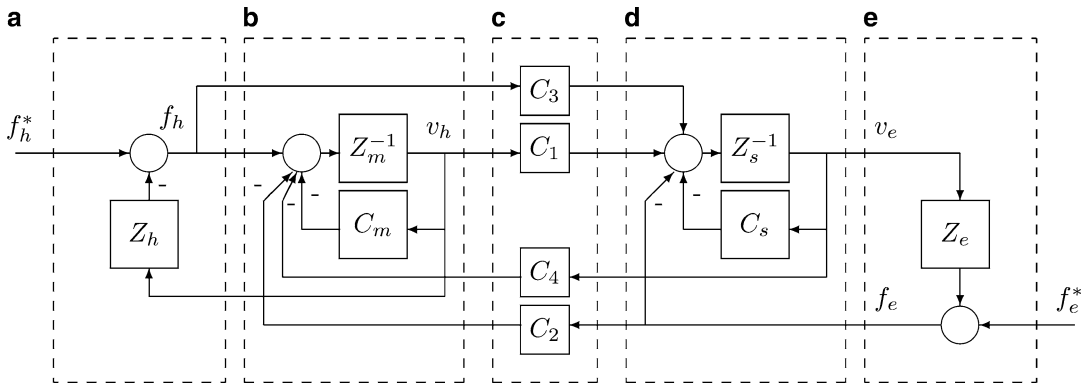 a b c d e
C_3
f_h^* f_h v_h v_e
Z_m^{-1} C_1 Z_s^{-1}
- - - - -
- -
Z_h C_m C_s Z_e
C_4
f_e f_e^*
C_2